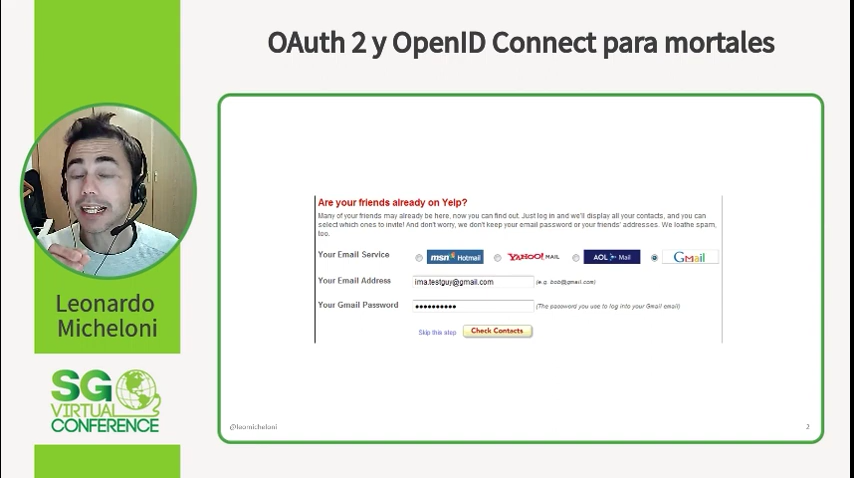 OAuth 2 y OpenID Connect para mortales
Are your friends already on Yelp?
Many of your friends may already be here, now you can find out. Just log in and we'll display all your contacts, and you can
select which ones to invite! And don't worry, we don't keep your email password or your friends' addresses. We loathe spam,
too.
Your Email Service
msn Hotmail
YAHOO! MAIL
AOL Mail
Gmail
Your Email Address
ima.testguy@gmail.com
(e.g. bob@gmail.com)
Your Gmail Password
(The password you use to log into your Gmail email)
Skip this step
Check Contacts
Leonardo
Micheloni
SG
VIRTUAL
CONFERENCE
@leomicheloni
2